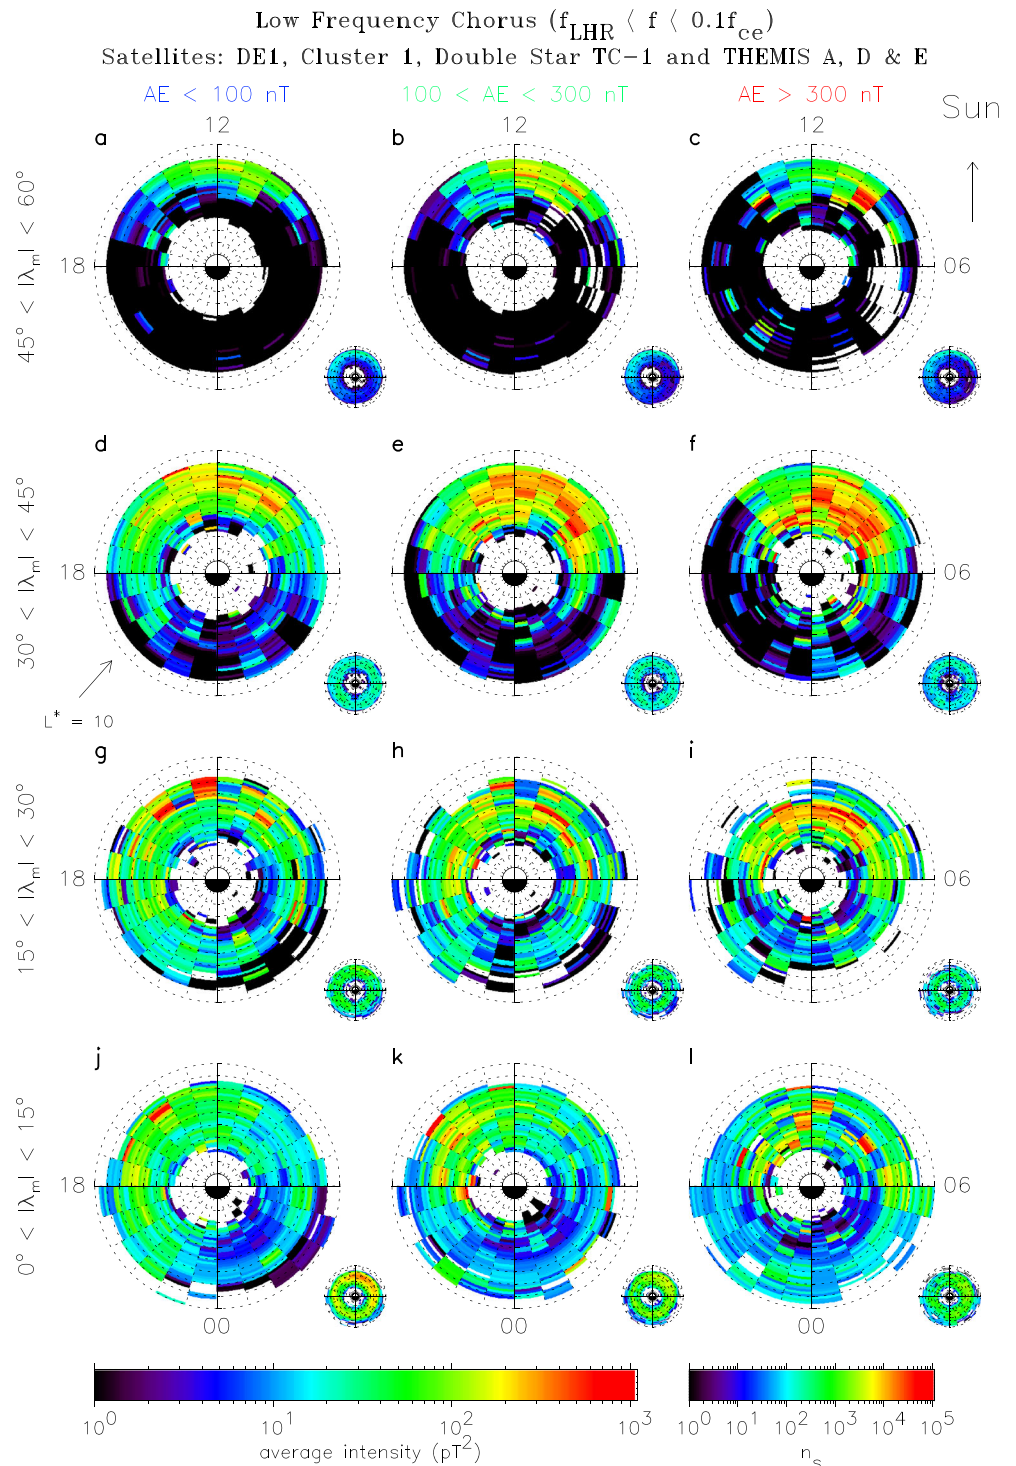 Low Frequency Chorus (f_LHR < f < 0.1f_ce)
Satellites: DE1, Cluster 1, Double Star TC-1 and THEMIS A, D & E
AE < 100 nT 100 < AE < 300 nT AE > 300 nT Sun
12 12 12
a b c
45° < |λ_m| < 60°
18 06
d e f
30° < |λ_m| < 45°
18 06
L* = 10
g h i
15° < |λ_m| < 30°
18 06
j k l
0° < |λ_m| < 15°
18 06
00 00 00
10^0 10^1 10^2 10^3 10^0 10^1 10^2 10^3 10^4 10^5
average intensity (pT^2) n_s